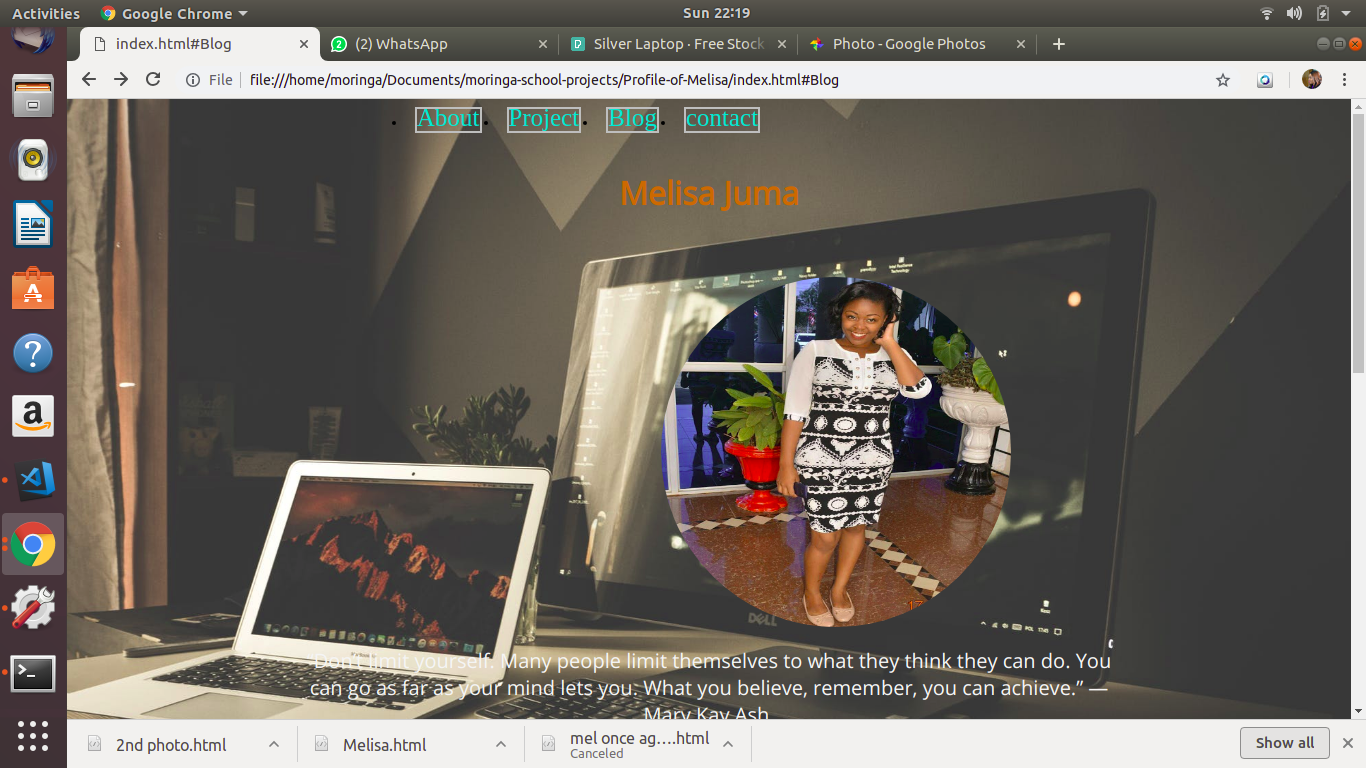 Activities Google Chrome Sun 22:19
index.html#Blog (2) WhatsApp Silver Laptop · Free Stock Photo - Google Photos
File file:///home/moringa/Documents/moringa-school-projects/Profile-of-Melisa/index.html#Blog
About Project Blog contact
Melisa Juma
DELL
“Don't limit yourself. Many people limit themselves to what they think they can do. You
can go as far as your mind lets you. What you believe, remember, you can achieve.” —
Mary Kay Ash
2nd photo.html Melisa.html mel once ag….html Show all
Canceled